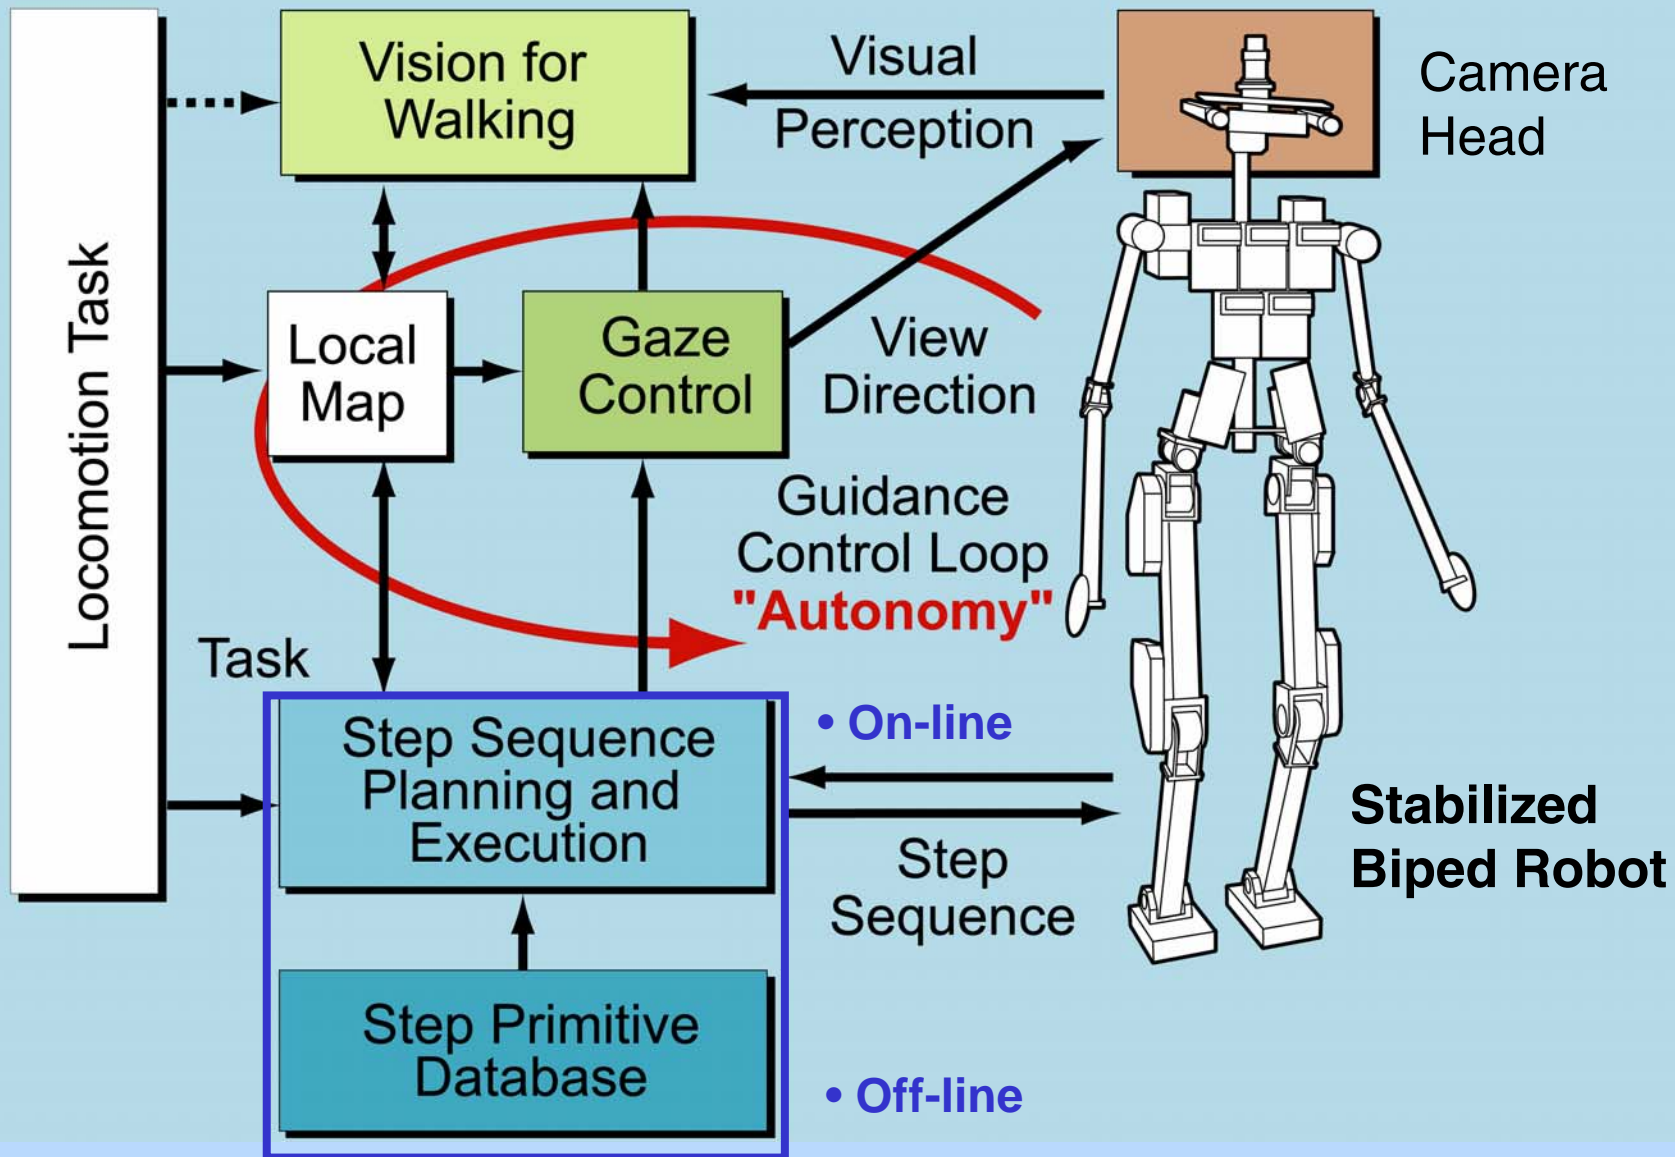 Locomotion Task
Vision for
Walking
Visual
Perception
Camera
Head
Local
Map
Gaze
Control
View
Direction
Guidance
Control Loop
"Autonomy"
Task
Step Sequence
Planning and
Execution
• On-line
Step
Sequence
Stabilized
Biped Robot
Step Primitive
Database
• Off-line